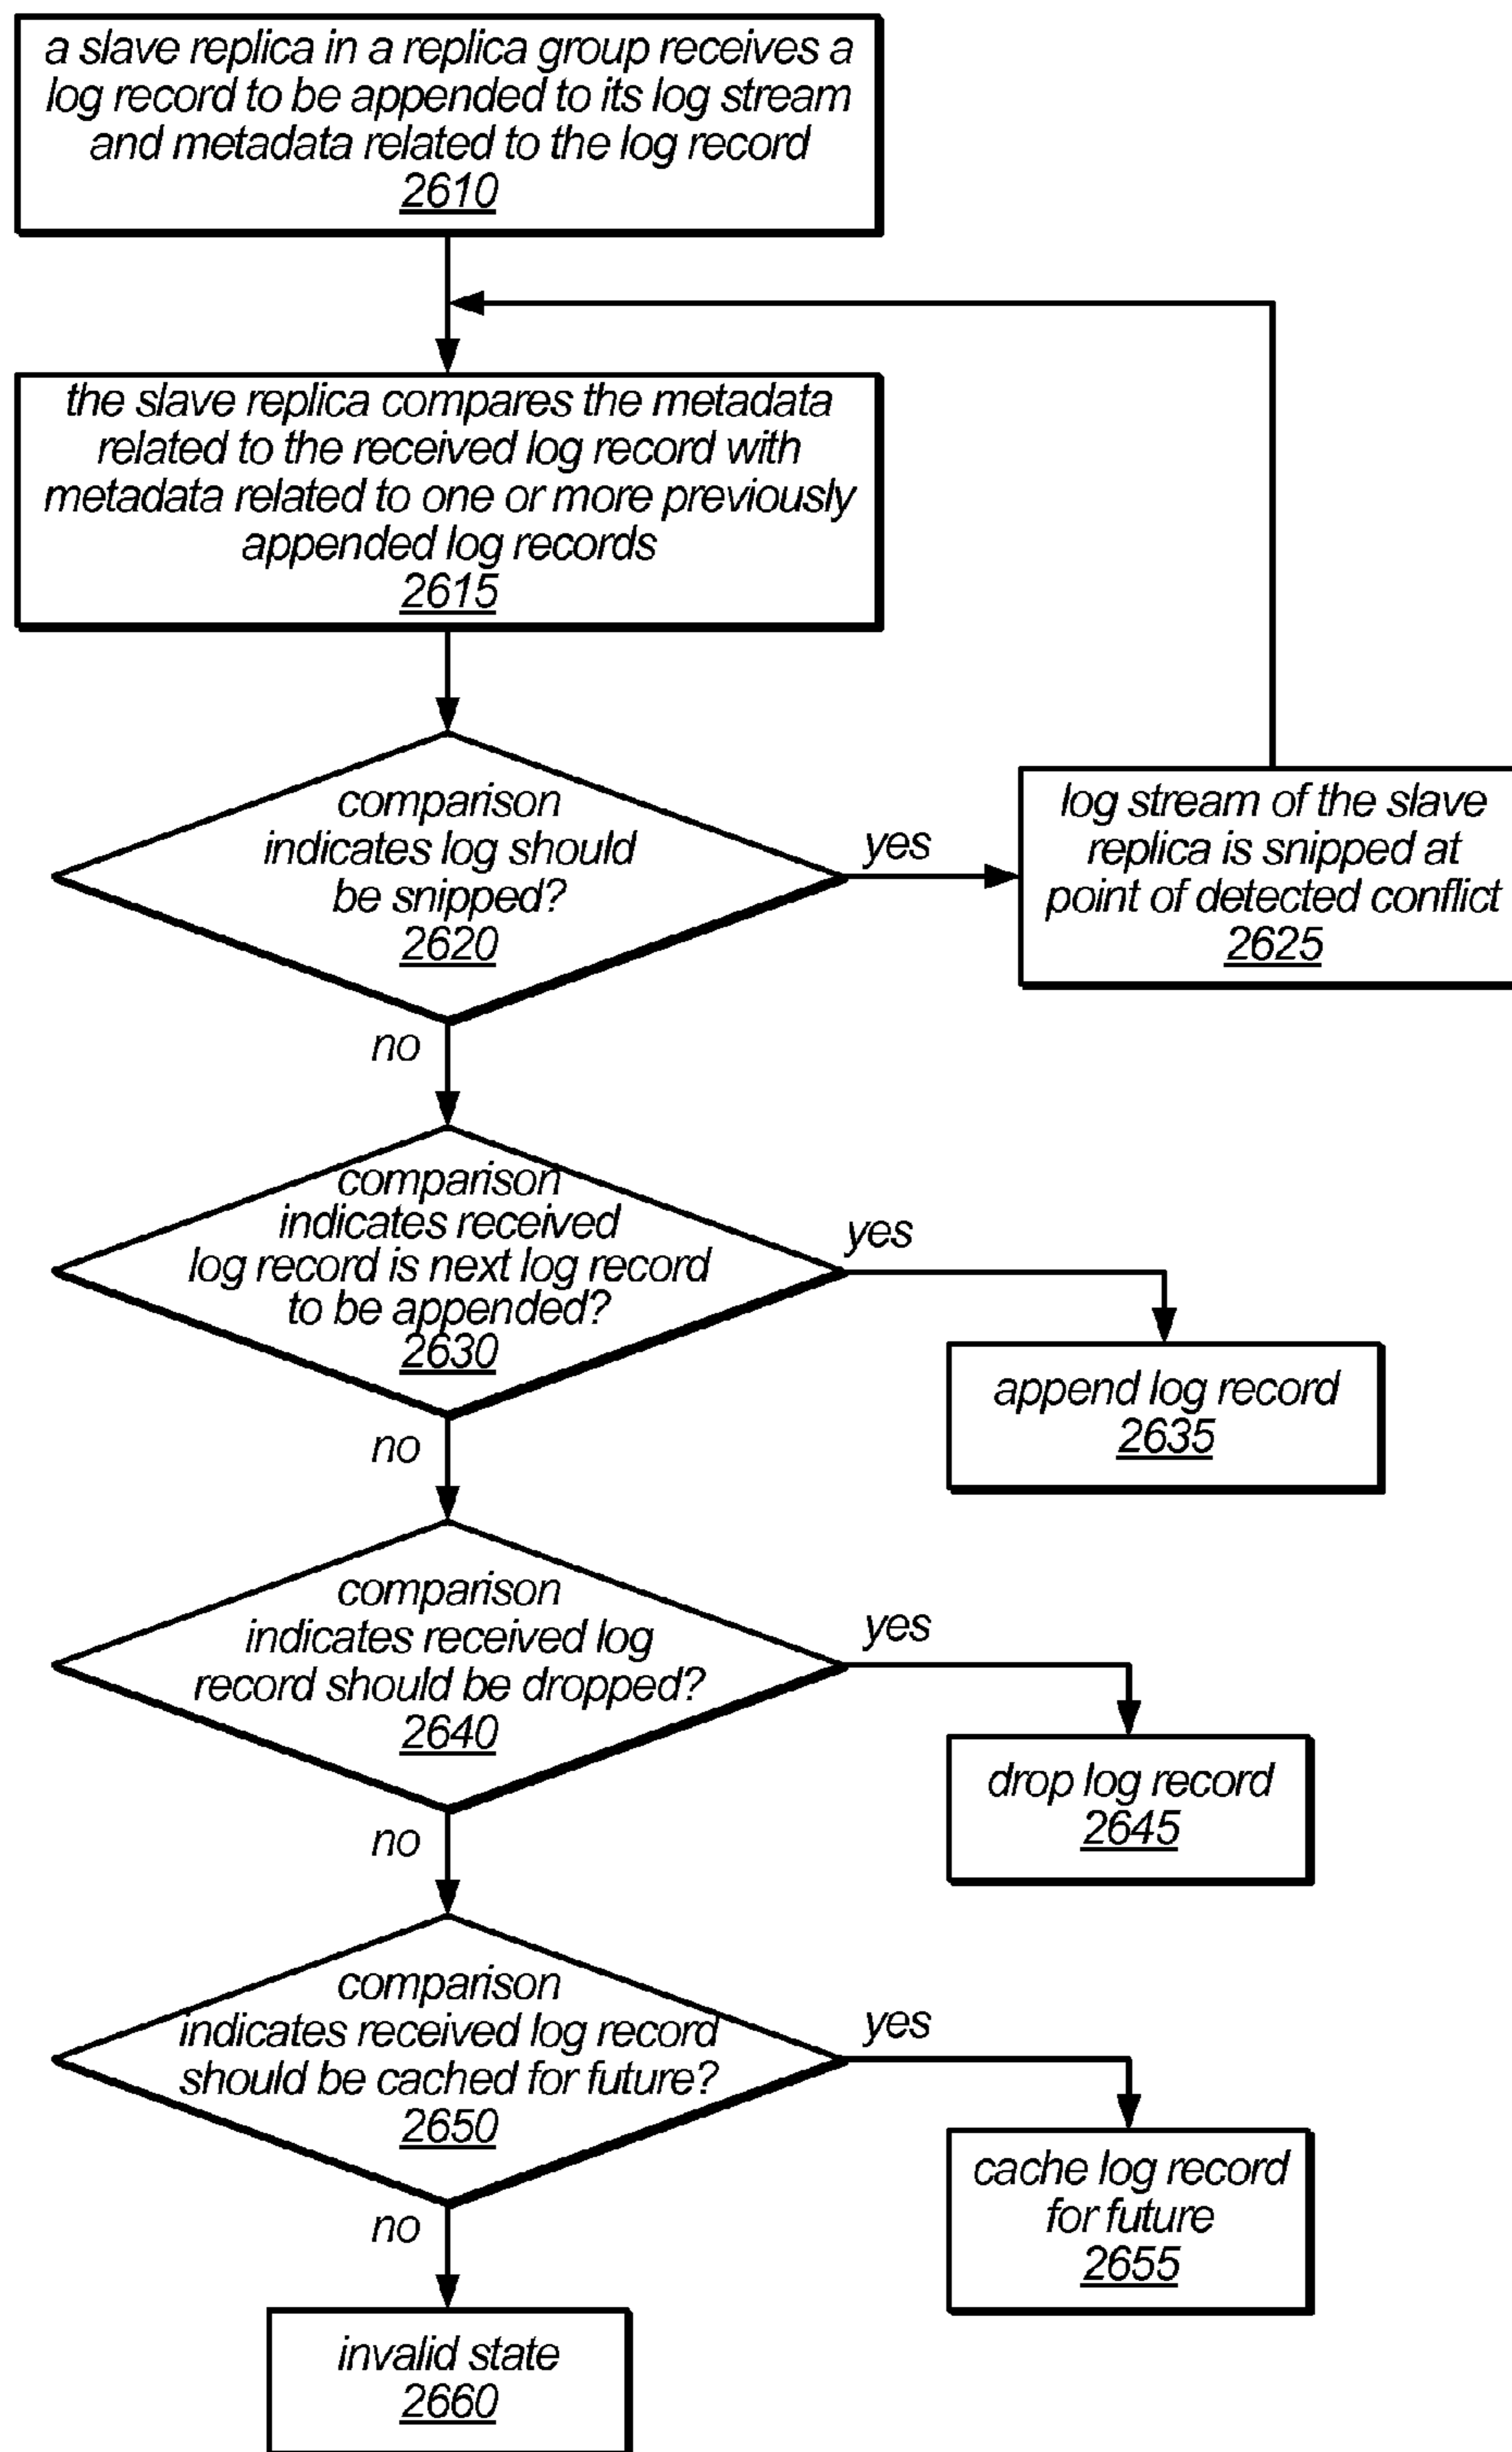 a slave replica in a replica group receives a
log record to be appended to its log stream
and metadata related to the log record
2610
the slave replica compares the metadata
related to the received log record with
metadata related to one or more previously
appended log records
2615
comparison
indicates log should
be snipped?
2620
yes
log stream of the slave
replica is snipped at
point of detected conflict
2625
no
comparison
indicates received
log record is next log record
to be appended?
2630
yes
append log record
2635
no
comparison
indicates received log
record should be dropped?
2640
yes
drop log record
2645
no
comparison
indicates received log record
should be cached for future?
2650
yes
cache log record
for future
2655
no
invalid state
2660